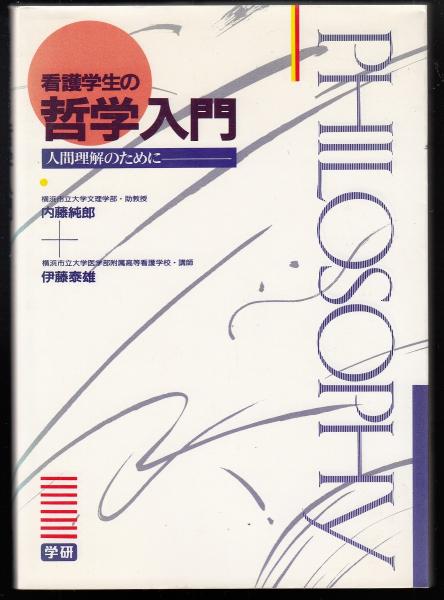 看護学生の
哲学入門
人間理解のために
横浜市立大学文理学部・助教授
内藤純郎
横浜市立大学医学部附属高等看護学校・講師
伊藤泰雄
PHILOSOPHY
学研